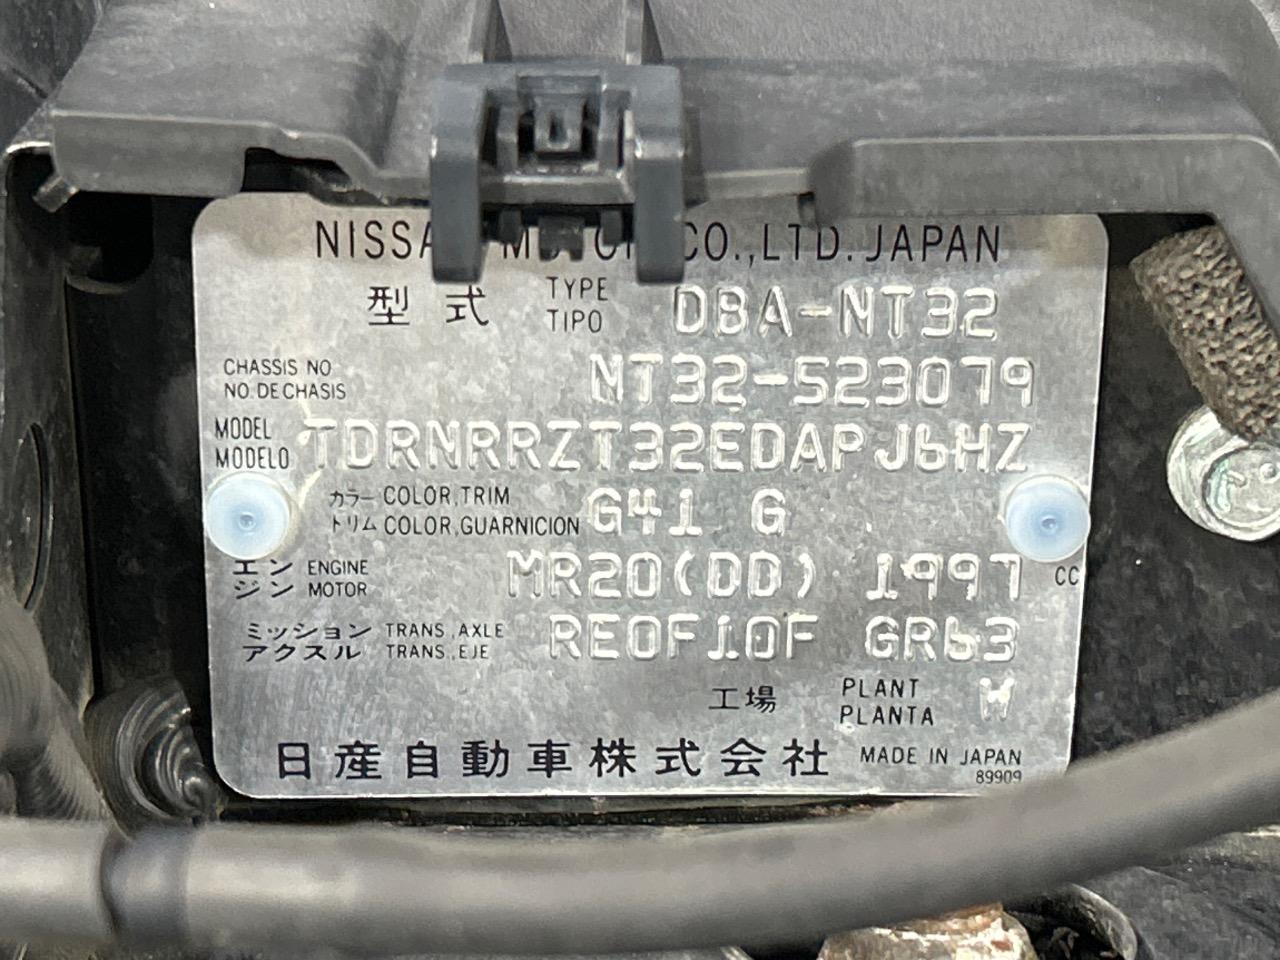 NISSAN MOTOR CO.,LTD. JAPAN
型式 TYPE TIPO DBA-NT32
CHASSIS NO
NO. DE CHASIS NT32-523079
MODEL
MODELO TDRNRRZT32EDAPJ6HZ
カラー COLOR,TRIM
トリム COLOR,GUARNICION G41 G
エン ENGINE
ジン MOTOR MR20(DD) 1997 CC
ミッション TRANS,AXLE
アクスル TRANS,EJE RE0F10F GR63
工場 PLANT PLANTA W
日産自動車株式会社 MADE IN JAPAN
89909